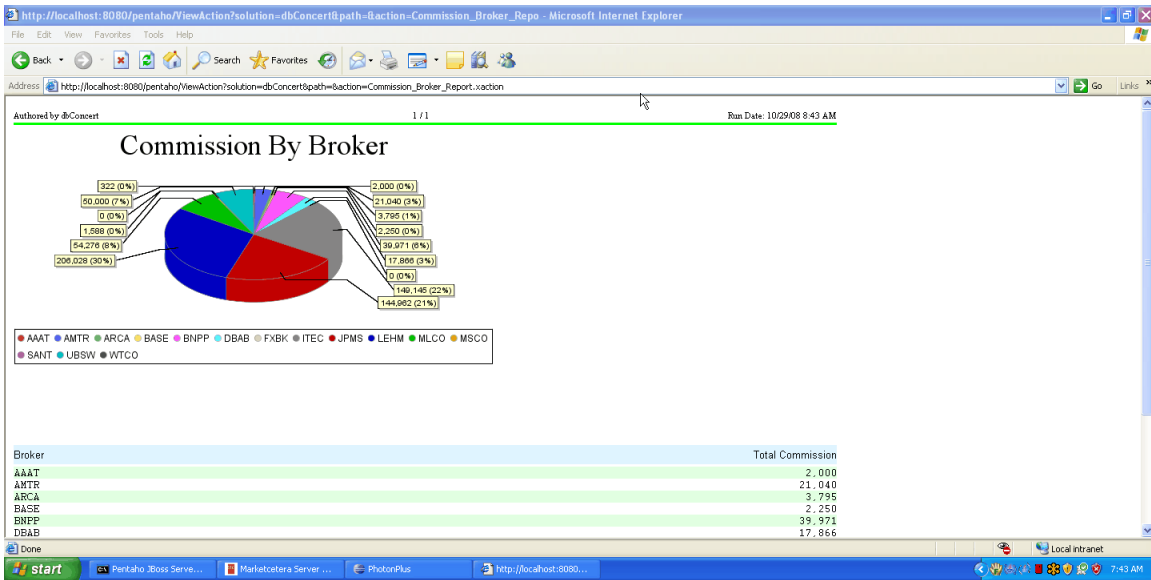 http://localhost:8080/pentaho/ViewAction?solution=dbConcert&path=&action=Commission_Broker_Repo - Microsoft Internet Explorer
File Edit View Favorites Tools Help
Back Search Favorites
Address http://localhost:8080/pentaho/ViewAction?solution=dbConcert&path=&action=Commission_Broker_Report.xaction Go Links »
Authored by dbConcert 1 / 1 Run Date: 10/29/08 8:43 AM
Commission By Broker
322 (0%) 2,000 (0%)
50,000 (7%) 21,040 (3%)
0 (0%) 3,795 (1%)
1,588 (0%) 2,250 (0%)
54,276 (8%) 39,971 (6%)
206,028 (30%) 17,866 (3%)
0 (0%)
149,145 (22%)
144,962 (21%)
AAAT AMTR ARCA BASE BNPP DBAB FXBK ITEC JPMS LEHM MLCO MSCO
SANT UBSW WTCO
Broker Total Commission
AAAT 2,000
AMTR 21,040
ARCA 3,795
BASE 2,250
BNPP 39,971
DBAB 17,866
Done Local intranet
start Pentaho JBoss Serve... Marketcetera Server ... PhotonPlus http://localhost:8080... 7:43 AM